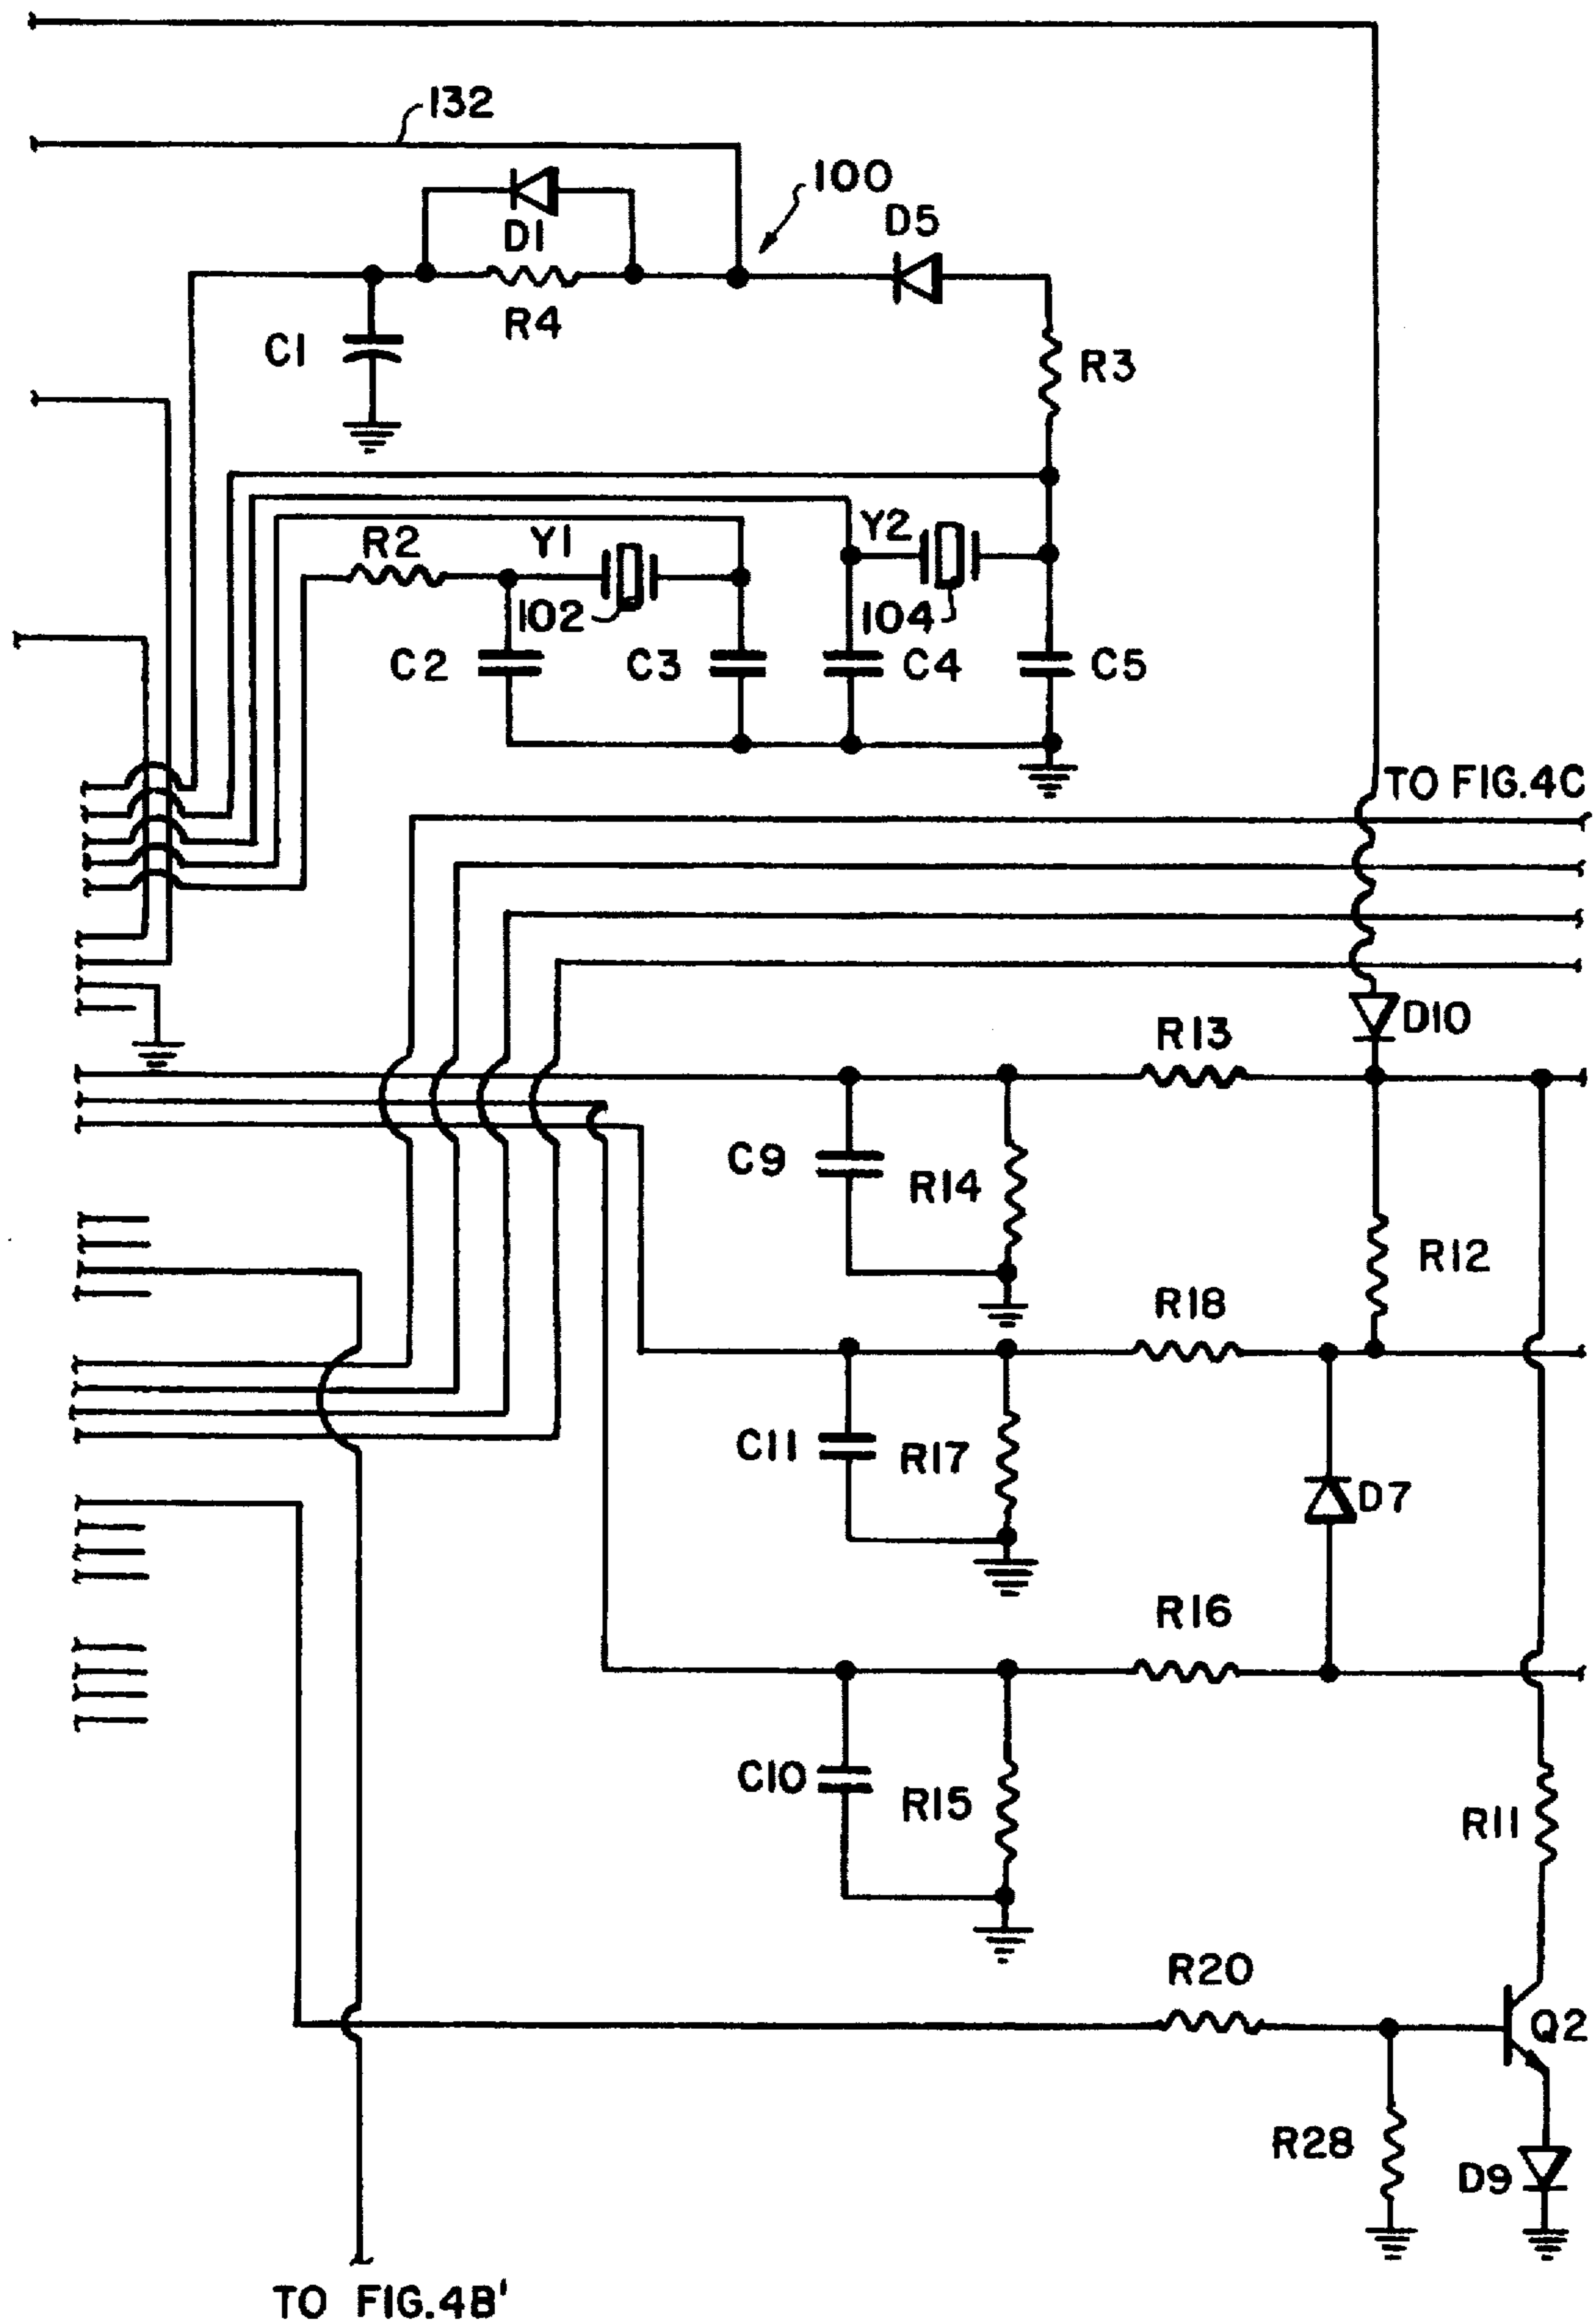 132
100
D5
D1
R4
C1
R3
R2
Y1
Y2
102
104
C2
C3
C4
C5
TO FIG.4C
D10
R13
C9
R14
R12
R18
C11
R17
D7
R16
C10
R15
R11
R20
Q2
R28
D9
TO FIG.4B'